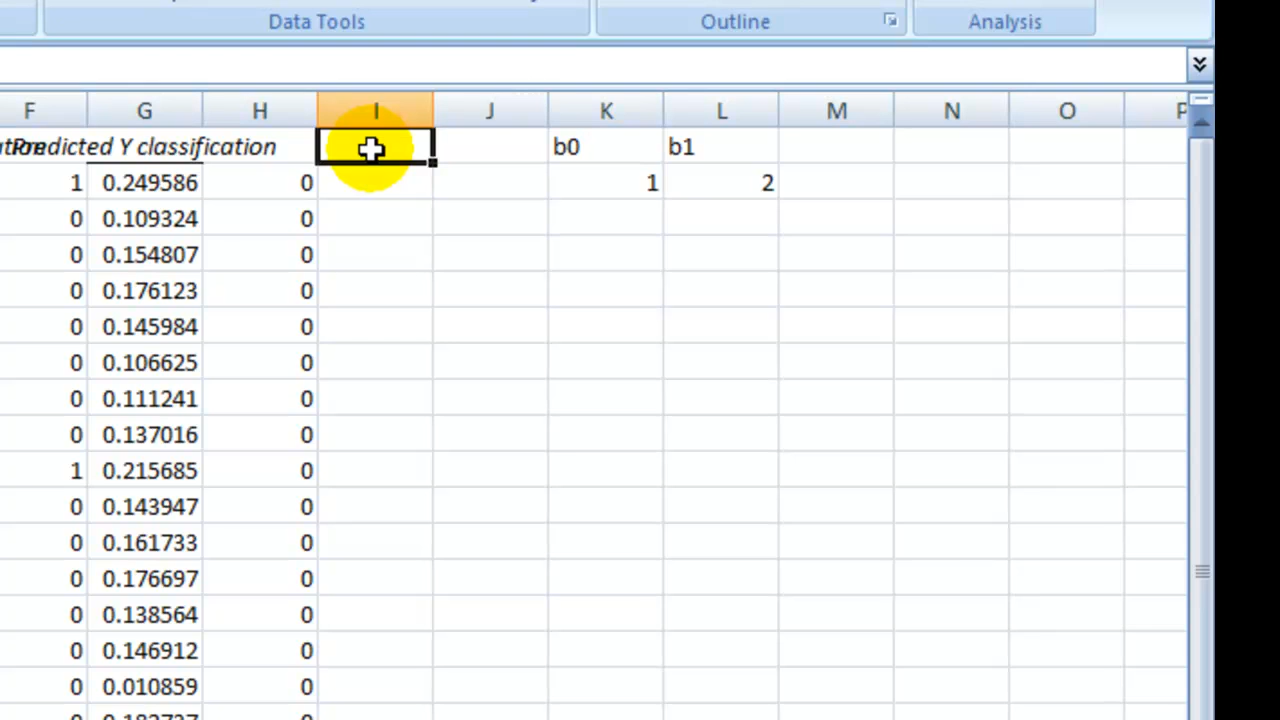 Data Tools Outline Analysis
F G H I J K L M N O P
Predicted Y classification b0 b1
1 0.249586 0 1 2
0 0.109324 0
0 0.154807 0
0 0.176123 0
0 0.145984 0
0 0.106625 0
0 0.111241 0
0 0.137016 0
1 0.215685 0
0 0.143947 0
0 0.161733 0
0 0.176697 0
0 0.138564 0
0 0.146912 0
0 0.010859 0